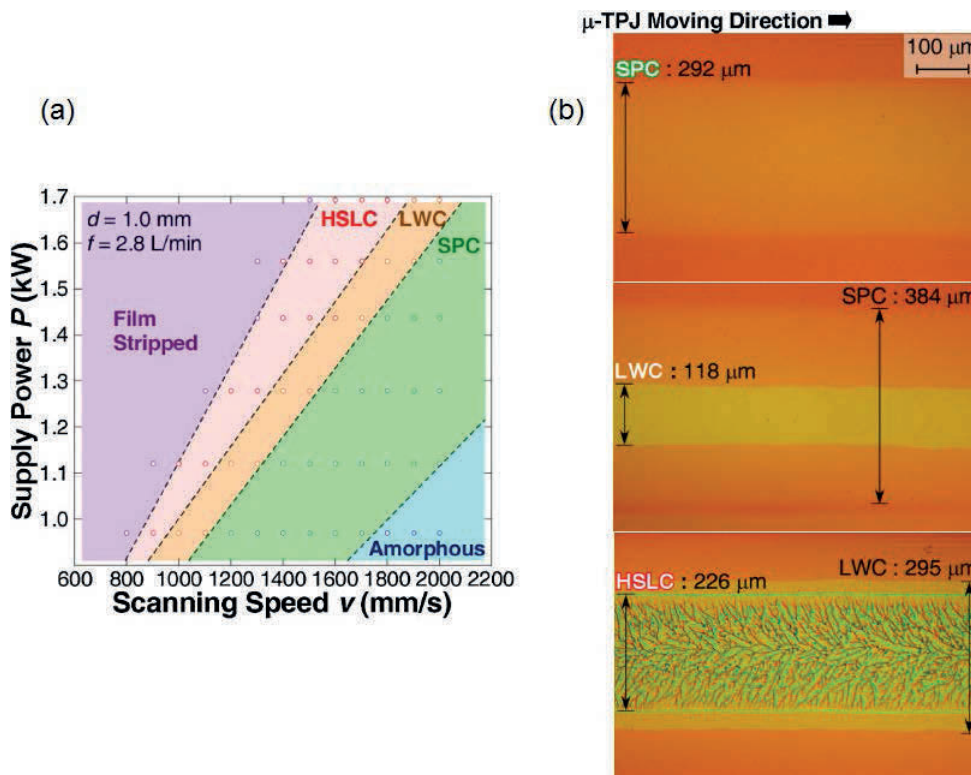 (a)
1.7
1.6
1.5
1.4
1.3
1.2
1.1
1.0
Supply Power P (kW)
d = 1.0 mm
f = 2.8 L/min
HSLC
LWC
SPC
Film
Stripped
Amorphous
600 800 1000 1200 1400 1600 1800 2000 2200
Scanning Speed v (mm/s)
(b)
μ-TPJ Moving Direction
100 μm
SPC : 292 μm
SPC : 384 μm
LWC : 118 μm
LWC : 295 μm
HSLC : 226 μm